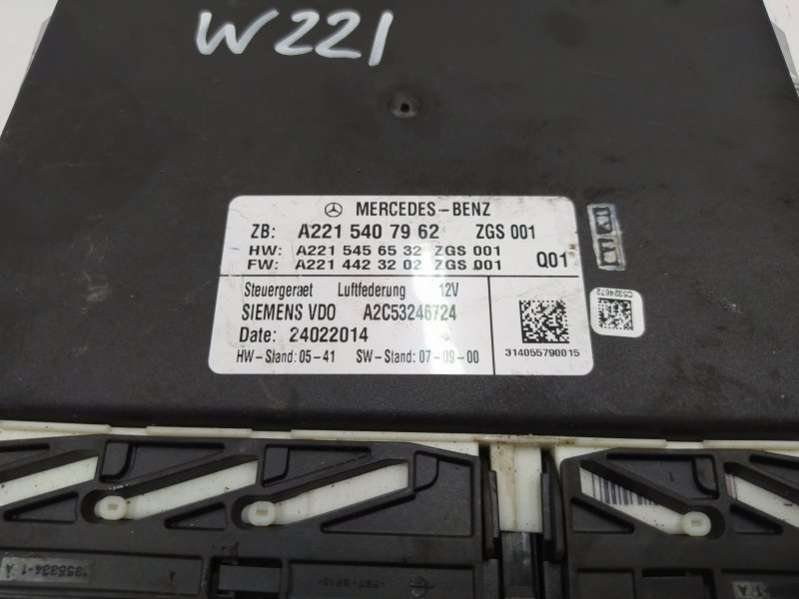 W221
MERCEDES-BENZ
ZB: A221 540 79 62 ZGS 001
HW: A221 545 65 32 ZGS 001
FW: A221 442 32 02 ZGS 001 Q01
Steuergeraet Luftfederung 12V
SIEMENS VDO A2C53246724
Date: 24022014
HW-Stand: 05-41 SW-Stand: 07-09-00
314055790015
C5324672